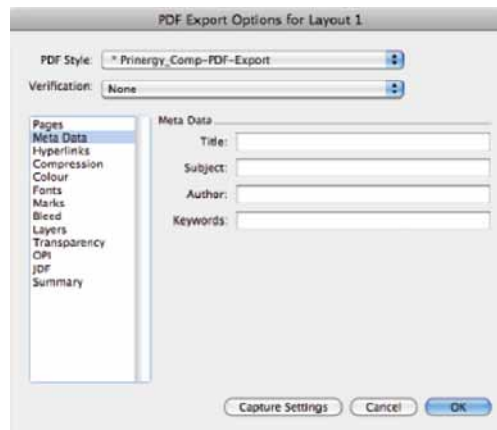 PDF Export Options for Layout 1
PDF Style: * Prinergy_Comp-PDF-Export
Verification: None
Pages
Meta Data
Hyperlinks
Compression
Colour
Fonts
Marks
Bleed
Layers
Transparency
OPI
JDF
Summary
Meta Data
Title:
Subject:
Author:
Keywords:
Capture Settings Cancel OK